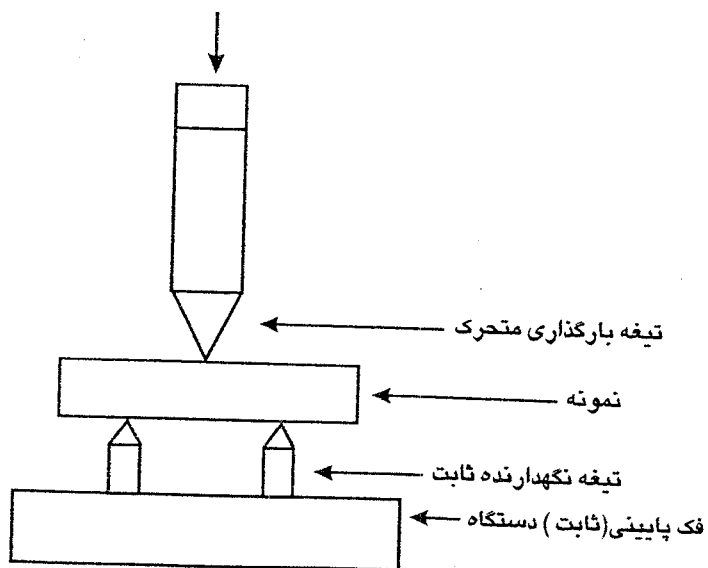 تیغه بارگذاری متحرک
نمونه
تیغه نگهدارنده ثابت
فک پایینی(ثابت ) دستگاه